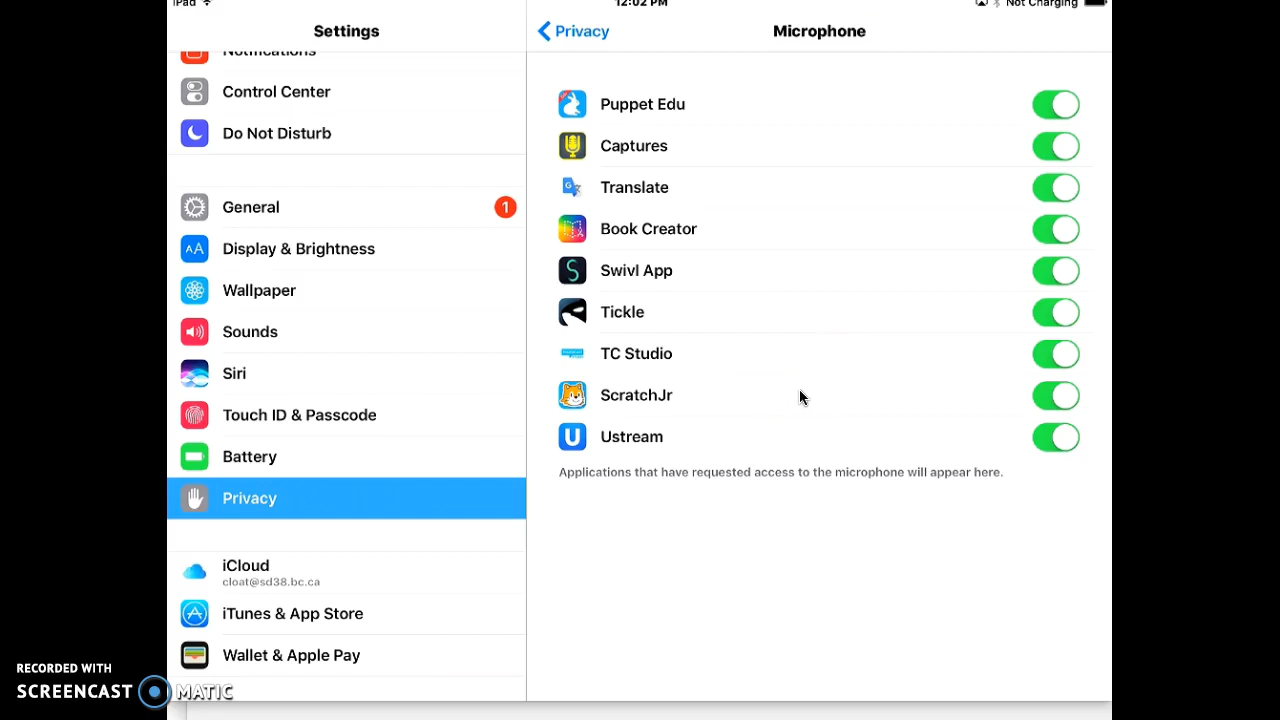 iPad
12:02 PM
Not Charging
Settings
Privacy
Microphone
Notifications
Control Center
Do Not Disturb
General
1
AA Display & Brightness
Wallpaper
Sounds
Siri
Touch ID & Passcode
Battery
Privacy
iCloud
cloat@sd38.bc.ca
iTunes & App Store
Wallet & Apple Pay
Puppet Edu
Captures
Translate
Book Creator
Swivl App
Tickle
TC Studio
ScratchJr
Ustream
Applications that have requested access to the microphone will appear here.
RECORDED WITH
SCREENCAST MATIC